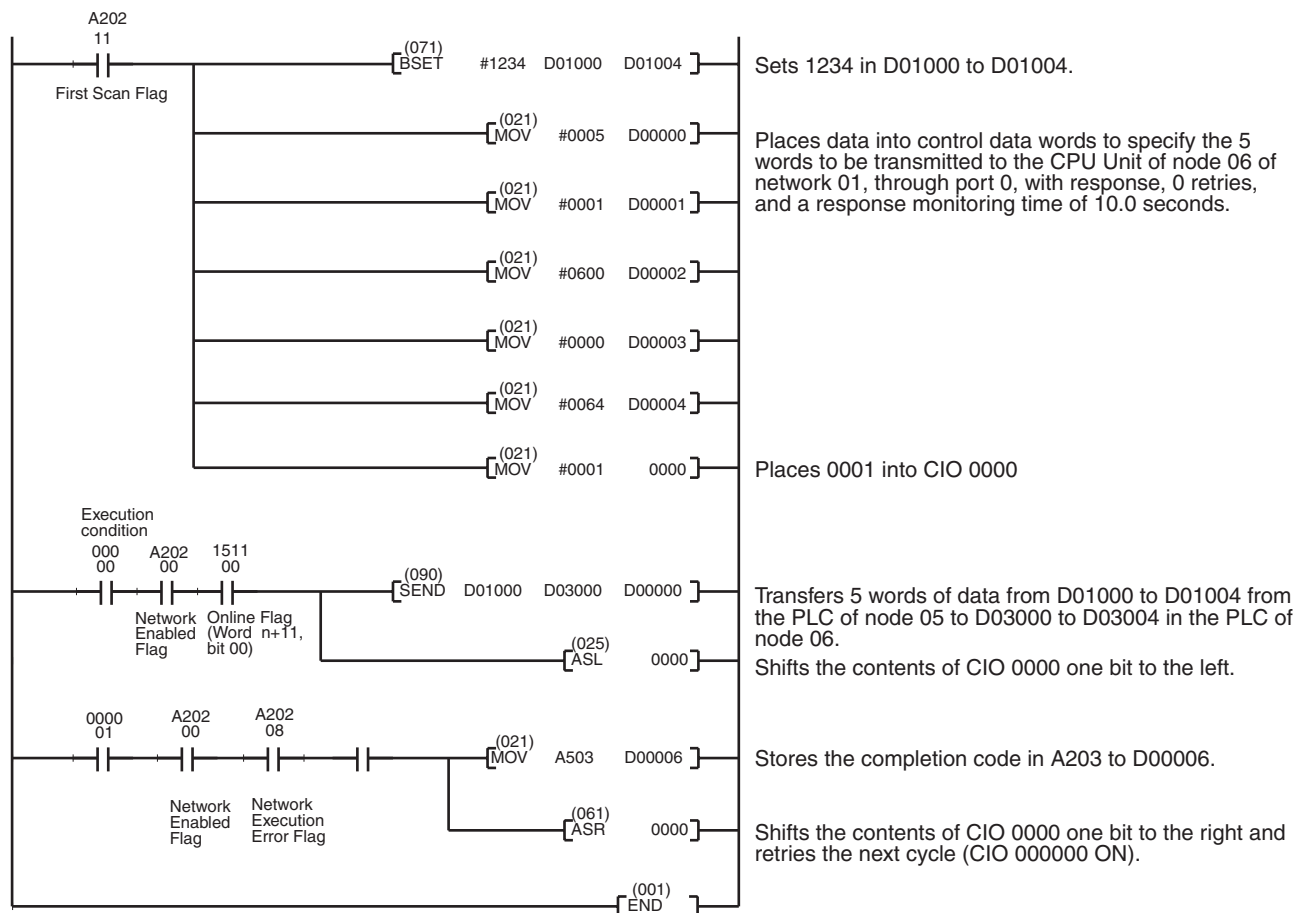 A202
11
First Scan Flag
(071)
BSET #1234 D01000 D01004
Sets 1234 in D01000 to D01004.
(021)
MOV #0005 D00000
Places data into control data words to specify the 5
words to be transmitted to the CPU Unit of node 06 of
network 01, through port 0, with response, 0 retries,
and a response monitoring time of 10.0 seconds.
(021)
MOV #0001 D00001
(021)
MOV #0600 D00002
(021)
MOV #0000 D00003
(021)
MOV #0064 D00004
(021)
MOV #0001 0000
Places 0001 into CIO 0000
Execution
condition
000 A202 1511
00 00 00
Network Online Flag
Enabled (Word n+11,
Flag bit 00)
(090)
SEND D01000 D03000 D00000
Transfers 5 words of data from D01000 to D01004 from
the PLC of node 05 to D03000 to D03004 in the PLC of
node 06.
(025)
ASL 0000
Shifts the contents of CIO 0000 one bit to the left.
0000 A202 A202
01 00 08
Network Network
Enabled Execution
Flag Error Flag
(021)
MOV A503 D00006
Stores the completion code in A203 to D00006.
(061)
ASR 0000
Shifts the contents of CIO 0000 one bit to the right and
retries the next cycle (CIO 000000 ON).
(001)
END